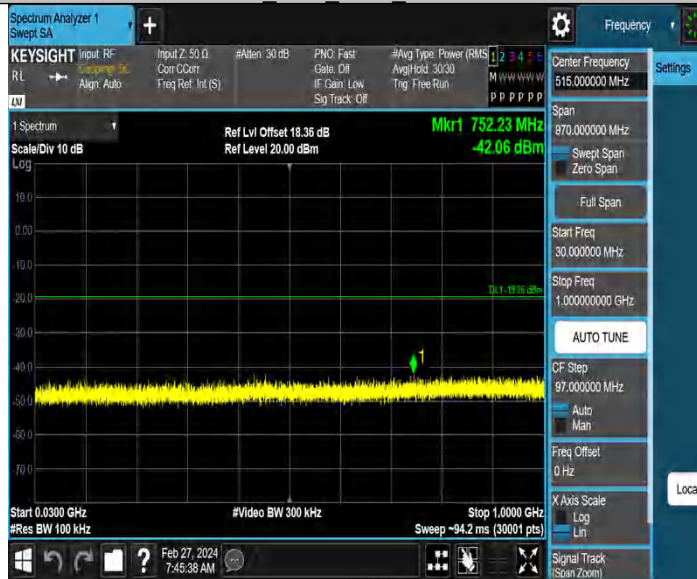 Spectrum Analyzer 1
Swept SA
Frequency
KEYSIGHT
Input: RF
Coupling: DC
Align: Auto
Input Z: 50 Ω
Corr CCorr
Freq Ref: Int (S)
#Atten: 30 dB
PNO: Fast
Gate: Off
IF Gain: Low
Sig Track: Off
#Avg Type: Power (RMS
Avg|Hold: 30/30
Trig: Free Run
1 2 3 4 5 6
M W W W W W
P P P P P P
R L
LXI
1 Spectrum
Scale/Div 10 dB
Ref Lvl Offset 18.36 dB
Ref Level 20.00 dBm
Mkr1 752.23 MHz
-42.06 dBm
Log
10.0
0.00
-10.0
-20.0
-30.0
-40.0
-50.0
-60.0
-70.0
1
Start 0.0300 GHz
#Res BW 100 kHz
#Video BW 300 kHz
Stop 1.0000 GHz
Sweep ~94.2 ms (30001 pts)
Feb 27, 2024
7:45:38 AM
Center Frequency
515.000000 MHz
Settings
Span
970.000000 MHz
Swept Span
Zero Span
Full Span
Start Freq
30.000000 MHz
Stop Freq
1.000000000 GHz
AUTO TUNE
CF Step
97.000000 MHz
Auto
Man
Freq Offset
0 Hz
X Axis Scale
Log
Lin
Loca
Signal Track
(Span Zoom)